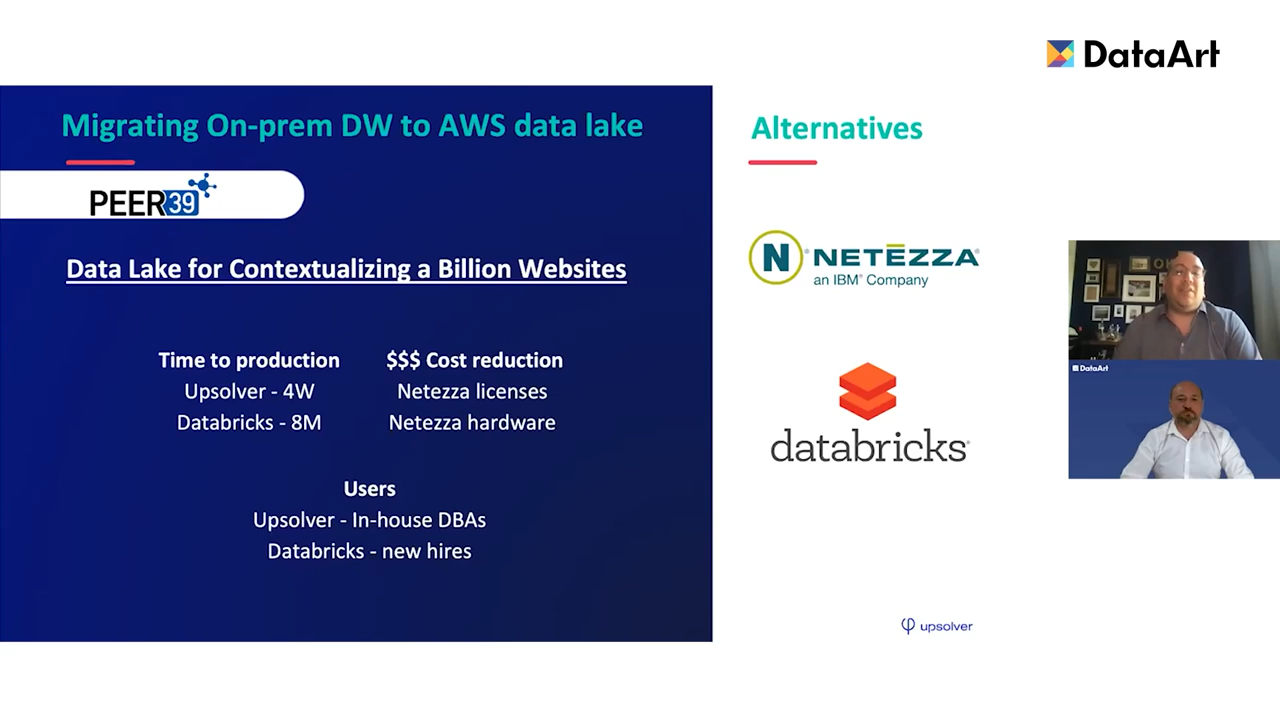 DataArt
Migrating On-prem DW to AWS data lake
PEER39
Data Lake for Contextualizing a Billion Websites
Time to production
Upsolver - 4W
Databricks - 8M
$$$ Cost reduction
Netezza licenses
Netezza hardware
Users
Upsolver - In-house DBAs
Databricks - new hires
Alternatives
N® NETĒZZA®
an IBM® Company
databricks®
upsolver
DataArt